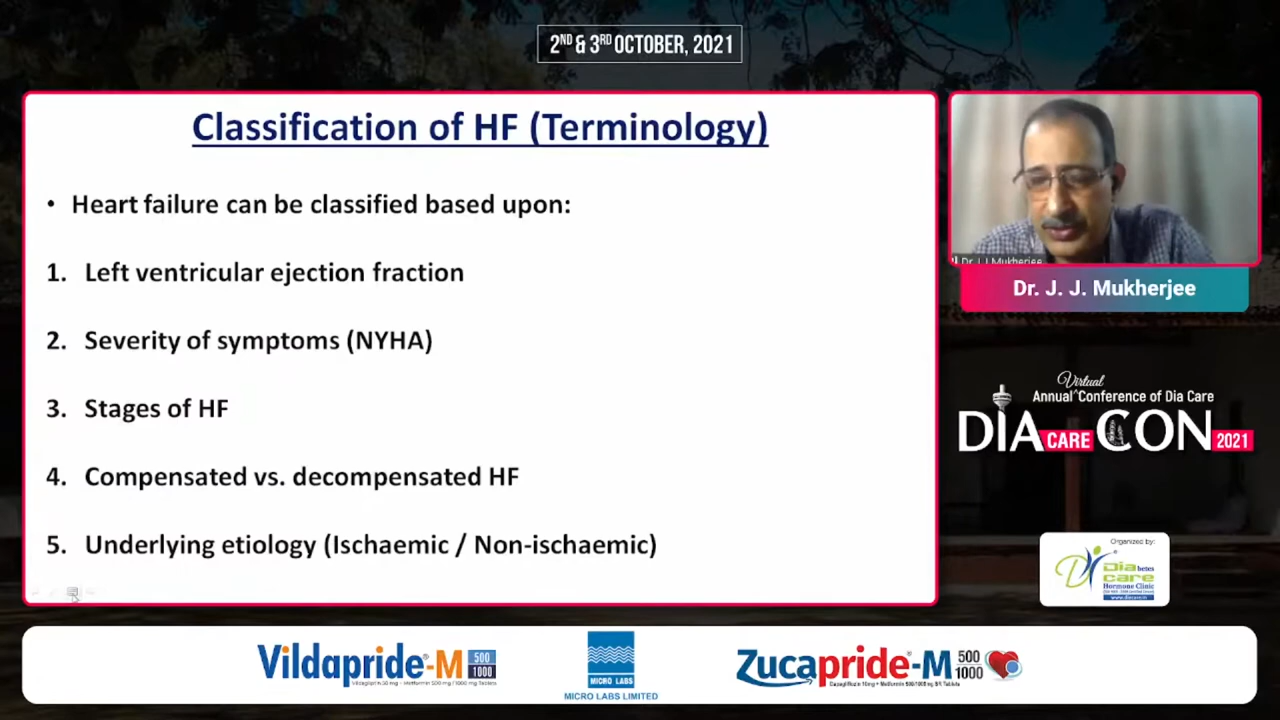 2ND & 3RD OCTOBER, 2021
Classification of HF (Terminology)
• Heart failure can be classified based upon:
1. Left ventricular ejection fraction
2. Severity of symptoms (NYHA)
3. Stages of HF
4. Compensated vs. decompensated HF
5. Underlying etiology (Ischaemic / Non-ischaemic)
Dr. J J Mukherjee
Dr. J. J. Mukherjee
Virtual
Annual ^ Conference of Dia Care
DIA CARE CON 2021
Organized by:
Diabetes
care
Hormone Clinic
Vildapride®-M 500
1000
MICRO LABS
MICRO LABS LIMITED
Zucapride®-M 500
1000